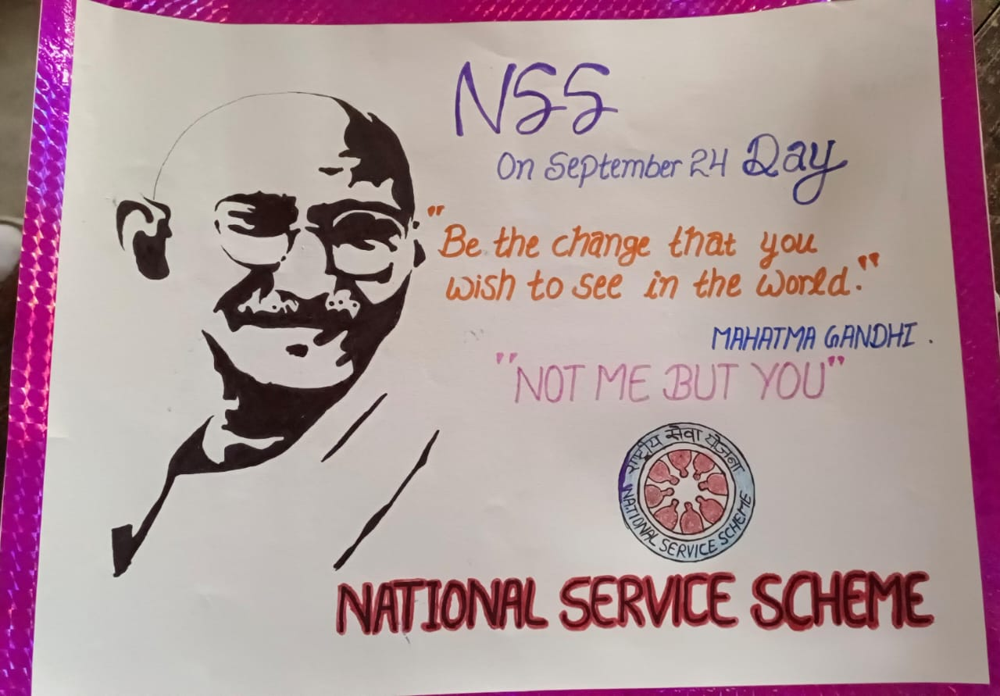 NSS
On September 24 Day
"Be the change that you
wish to see in the world."
MAHATMA GANDHI .
"NOT ME BUT YOU"
राष्ट्रीय सेवा योजना
NATIONAL SERVICE SCHEME
NATIONAL SERVICE SCHEME